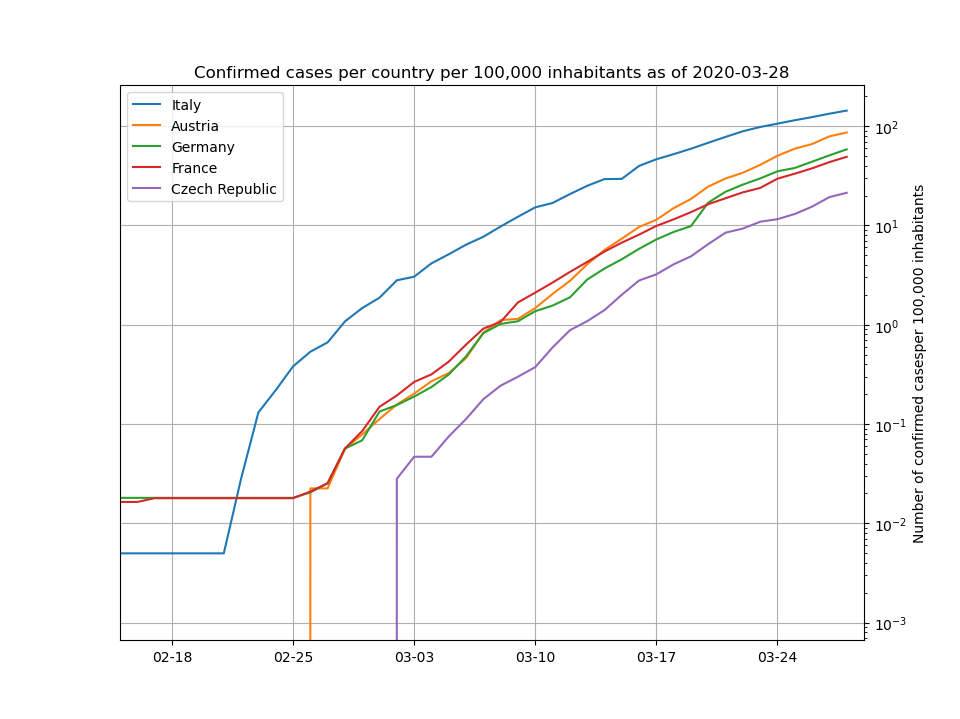 Confirmed cases per country per 100,000 inhabitants as of 2020-03-28
Italy
Austria
Germany
France
Czech Republic
10²
10¹
10⁰
10⁻¹
10⁻²
10⁻³
Number of confirmed casesper 100,000 inhabitants
02-18 02-25 03-03 03-10 03-17 03-24